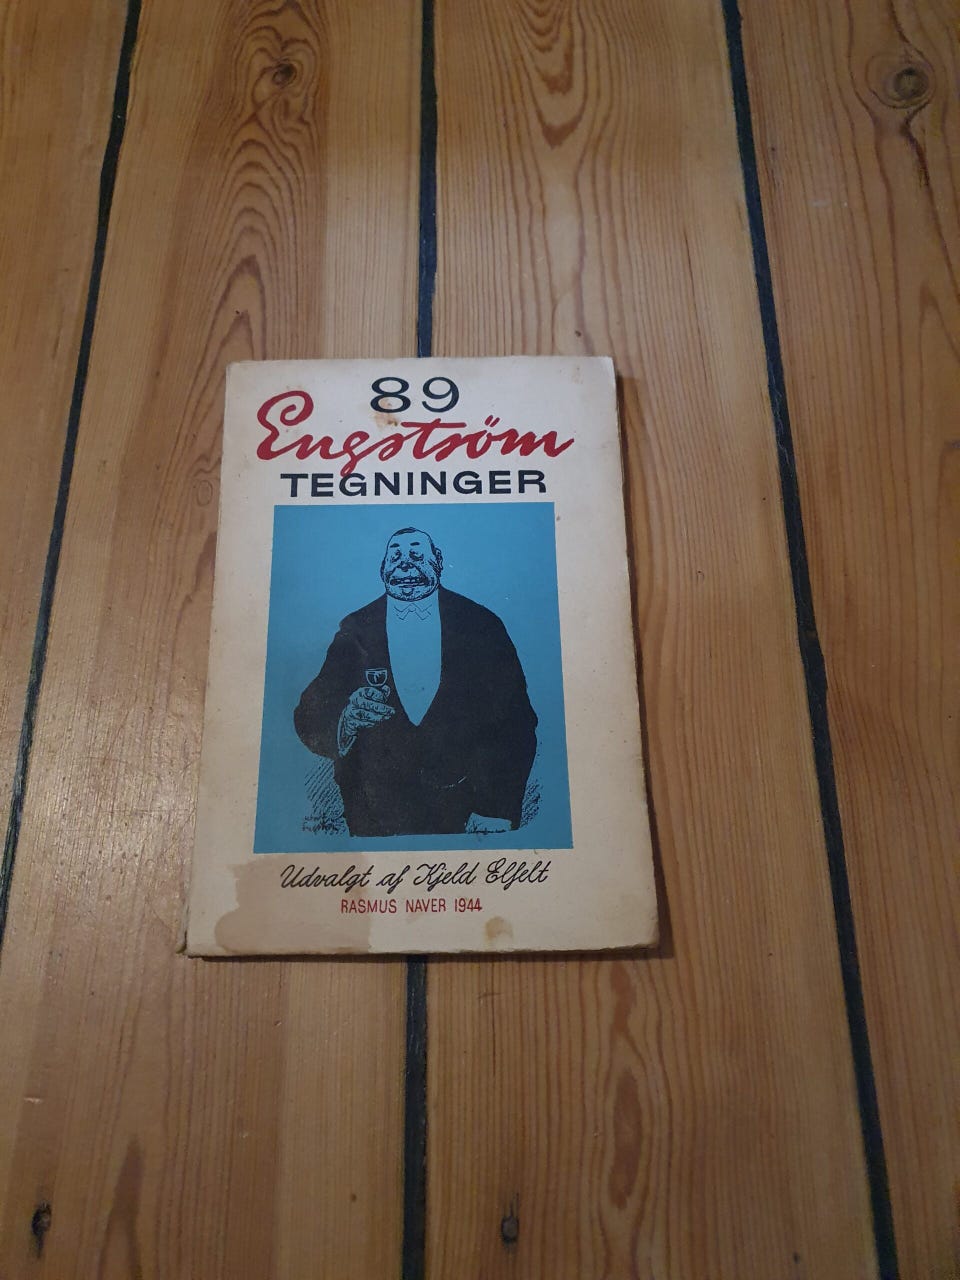 89
Engström
TEGNINGER
Udvalgt af Kjeld Elfelt
RASMUS NAVER 1944